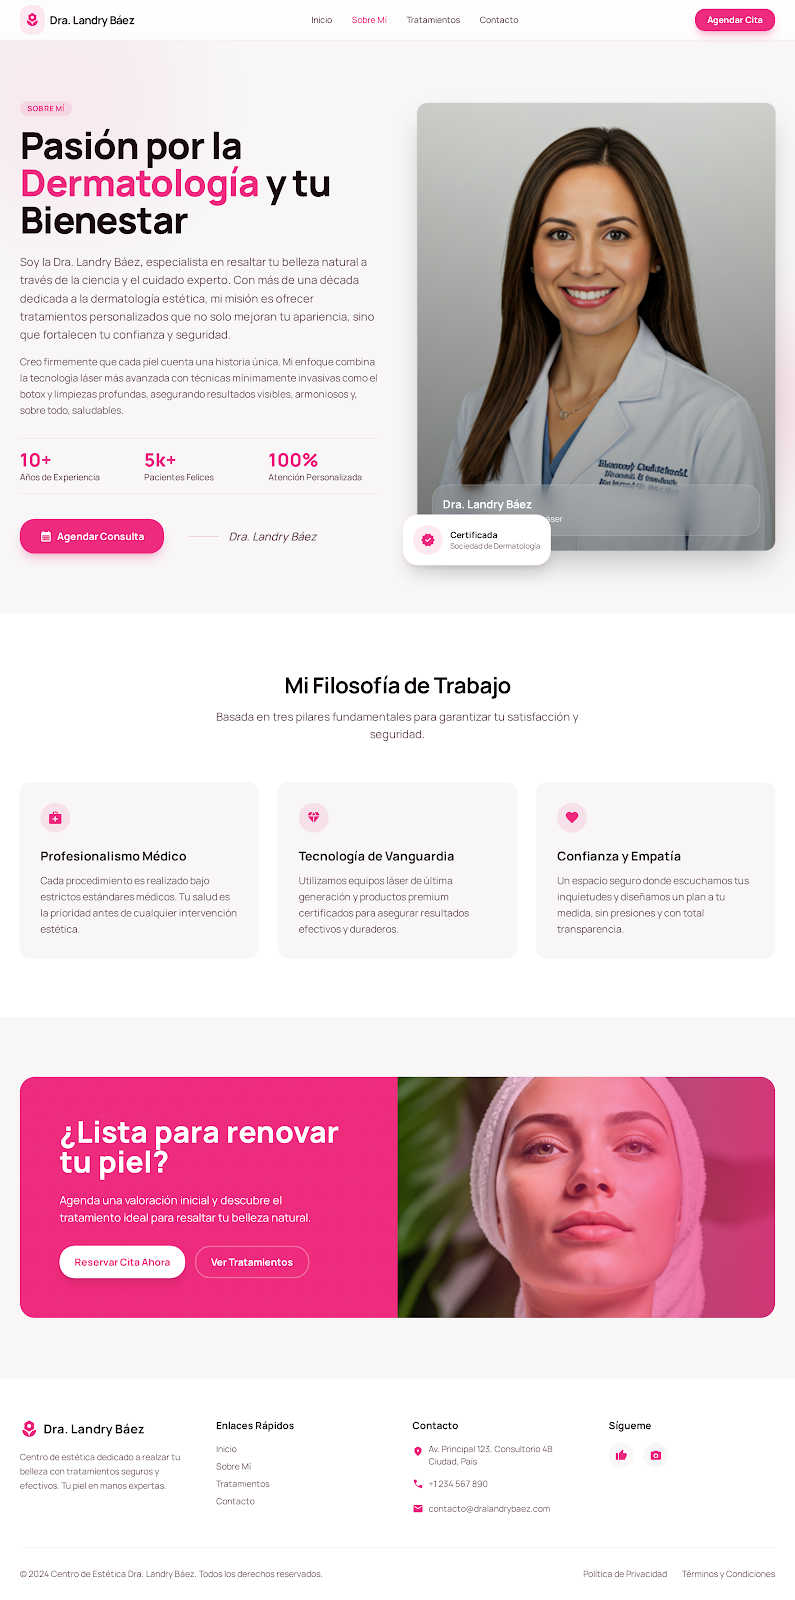 Dra. Landry Báez
Inicio
Sobre Mí
Tratamientos
Contacto
Agendar Cita
SOBRE MÍ
Pasión por la
Dermatología y tu
Bienestar
Soy la Dra. Landry Báez, especialista en resaltar tu belleza natural a
través de la ciencia y el cuidado experto. Con más de una década
dedicada a la dermatología estética, mi misión es ofrecer
tratamientos personalizados que no solo mejoran tu apariencia, sino
que fortalecen tu confianza y seguridad.
Creo firmemente que cada piel cuenta una historia única. Mi enfoque combina
la tecnología láser más avanzada con técnicas mínimamente invasivas como el
botox y limpiezas profundas, asegurando resultados visibles, armoniosos y,
sobre todo, saludables.
10+
Años de Experiencia
5k+
Pacientes Felices
100%
Atención Personalizada
Agendar Consulta
Dra. Landry Báez
Dra. Landry Báez
Certificada
Sociedad de Dermatología
Mi Filosofía de Trabajo
Basada en tres pilares fundamentales para garantizar tu satisfacción y
seguridad.
Profesionalismo Médico
Cada procedimiento es realizado bajo
estrictos estándares médicos. Tu salud es
la prioridad antes de cualquier intervención
estética.
Tecnología de Vanguardia
Utilizamos equipos láser de última
generación y productos premium
certificados para asegurar resultados
efectivos y duraderos.
Confianza y Empatía
Un espacio seguro donde escuchamos tus
inquietudes y diseñamos un plan a tu
medida, sin presiones y con total
transparencia.
¿Lista para renovar
tu piel?
Agenda una valoración inicial y descubre el
tratamiento ideal para resaltar tu belleza natural.
Reservar Cita Ahora
Ver Tratamientos
Dra. Landry Báez
Centro de estética dedicado a realzar tu
belleza con tratamientos seguros y
efectivos. Tu piel en manos expertas.
Enlaces Rápidos
Inicio
Sobre Mí
Tratamientos
Contacto
Contacto
Av. Principal 123, Consultorio 4B
Ciudad, País
+1 234 567 890
contacto@dralandrybaez.com
Sígueme
© 2024 Centro de Estética Dra. Landry Báez. Todos los derechos reservados.
Política de Privacidad
Términos y Condiciones